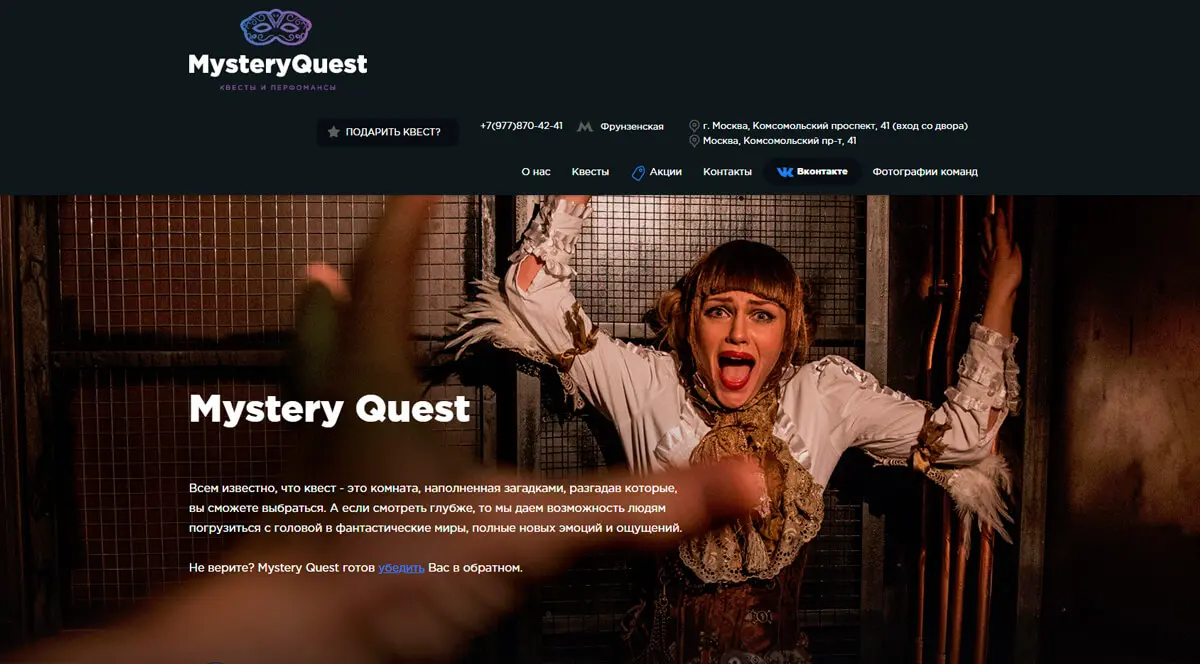 MysteryQuest
КВЕСТЫ И ПЕРФОМАНСЫ
ПОДАРИТЬ КВЕСТ?
+7(977)870-42-41
Фрунзенская
г. Москва, Комсомольский проспект, 41 (вход со двора)
Москва, Комсомольский пр-т, 41
О нас
Квесты
Акции
Контакты
Вконтакте
Фотографии команд
Mystery Quest
Всем известно, что квест - это комната, наполненная загадками, разгадав которые,
вы сможете выбраться. А если смотреть глубже, то мы даем возможность людям
погрузиться с головой в фантастические миры, полные новых эмоций и ощущений.
Не верите? Mystery Quest готов убедить Вас в обратном.